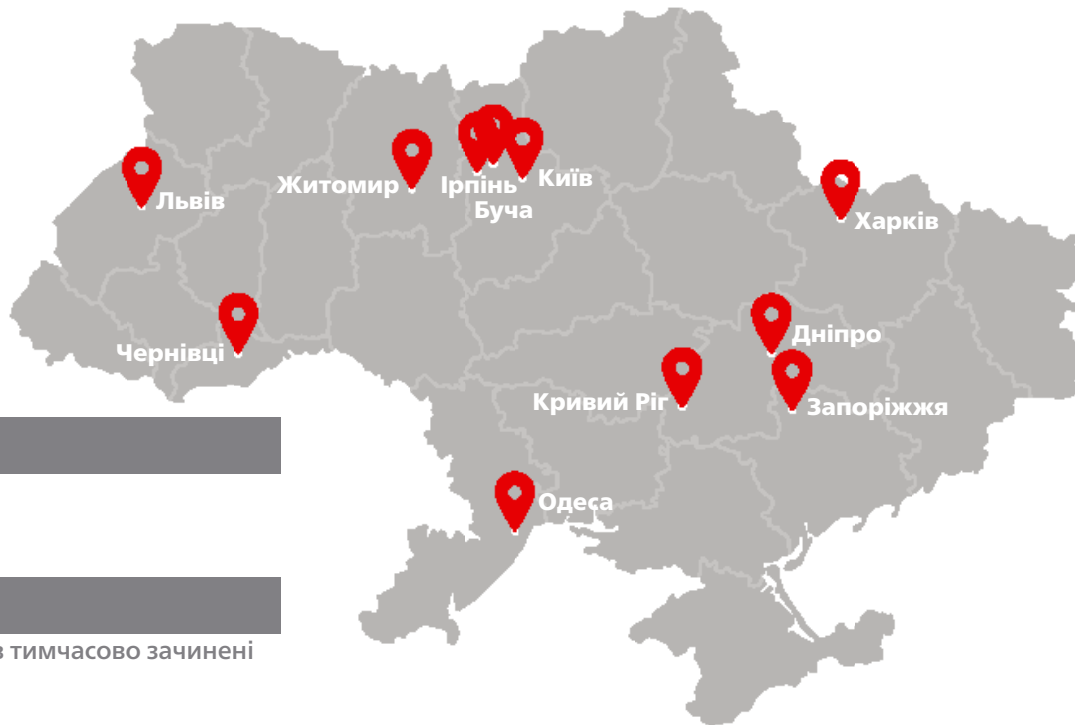 Житомир
Ірпінь
Київ
Львів
Буча
Харків
Дніпро
Чернівці
Кривий Ріг
Запоріжжя
Одеса
в тимчасово зачинені